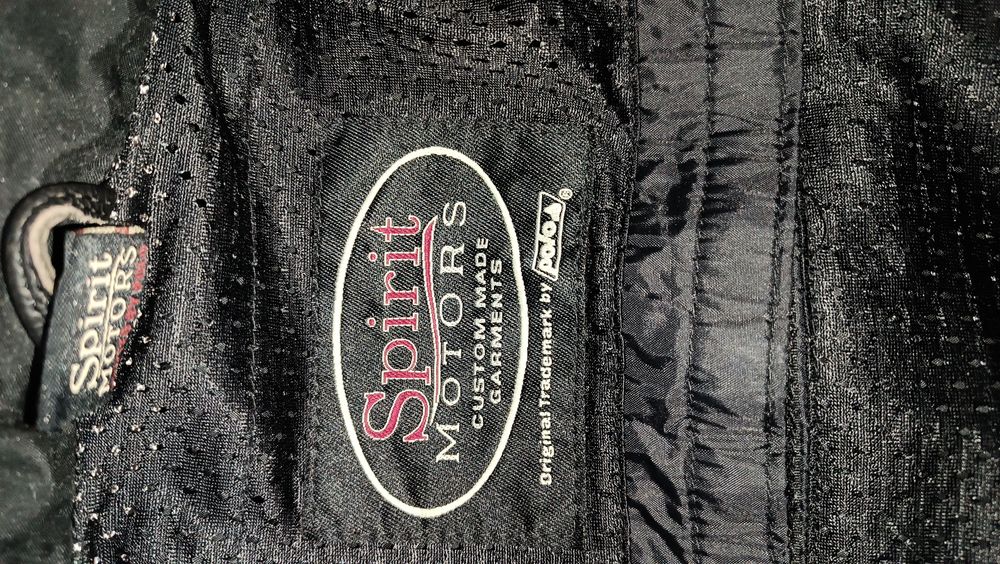 Spirit
MOTORS
Spirit
MOTORS
CUSTOM MADE
GARMENTS
Original Trademark by polo ®